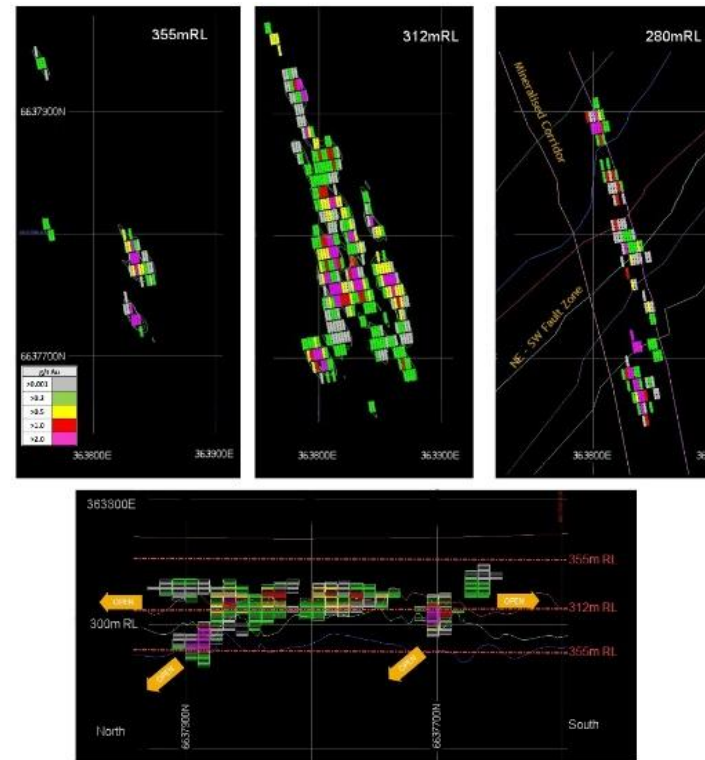 355mRL
312mRL
280mRL
6637900N
6637700N
Mineralised Corridor
NE - SW Fault Zone
g/t Au
>0.001
>0.3
>0.5
>1.0
>2.0
363800E
363900E
363800E
363900E
363800E
363800E
355m RL
OPEN
OPEN
312m RL
300m RL
355m RL
OPEN
OPEN
North
6637900N
6637700N
South